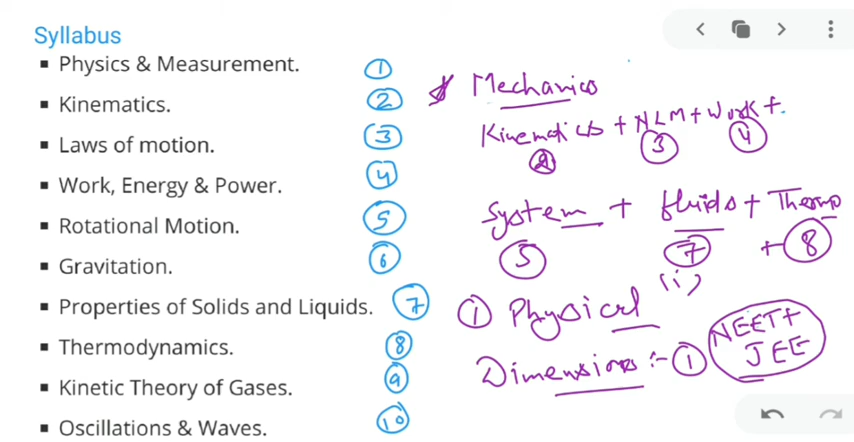 Syllabus
▪ Physics & Measurement. ①
▪ Kinematics. ②
▪ Laws of motion. ③
▪ Work, Energy & Power. ④
▪ Rotational Motion. ⑤
▪ Gravitation. ⑥
▪ Properties of Solids and Liquids. ⑦
▪ Thermodynamics. ⑧
▪ Kinetic Theory of Gases. ⑨
▪ Oscillations & Waves. ⑩
Mechanics
Kinematics + NLM + Work +
② ③ ④
System + fluids + Thermo
⑤ ⑦ + ⑧
(i)
① Physical
Dimensions :- ①
NEET +
JEE